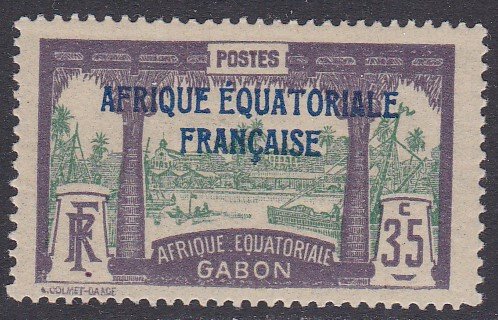 POSTES
AFRIQUE ÉQUATORIALE
FRANÇAISE
RF
c
35
AFRIQUE EQUATORIALE
GABON
A.COLMET-DAAGE